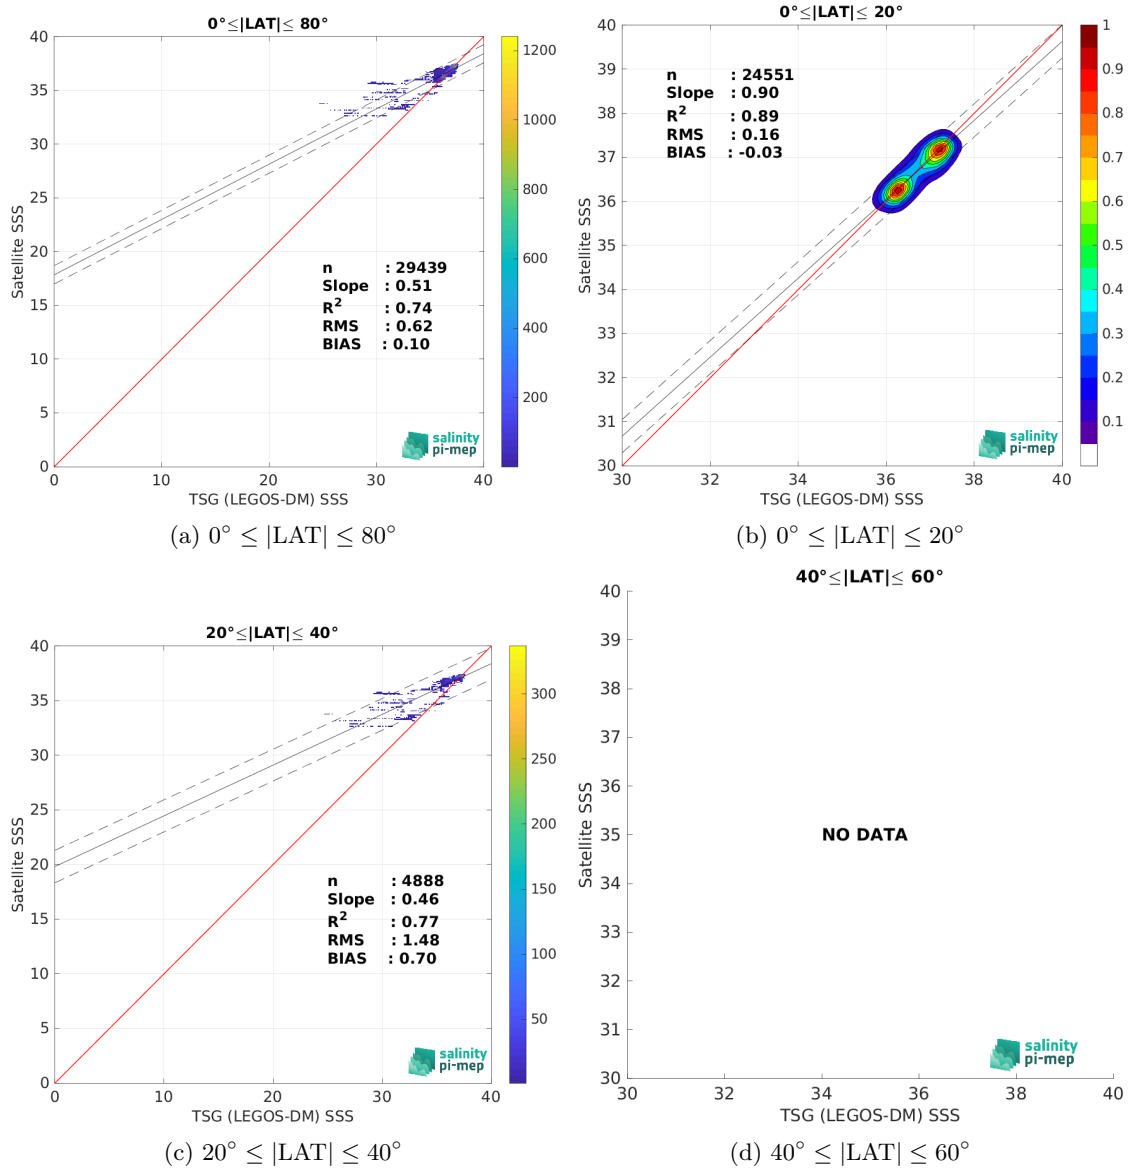 0°≤|LAT|≤ 80°
40
35
30
25
20
15
10
5
0
Satellite SSS
n : 29439
Slope : 0.51
R2 : 0.74
RMS : 0.62
BIAS : 0.10
salinity
pi-mep
0 10 20 30 40
TSG (LEGOS-DM) SSS
1200
1000
800
600
400
200
(a) 0° ≤ |LAT| ≤ 80°
0°≤|LAT|≤ 20°
40
39
38
37
36
35
34
33
32
31
30
Satellite SSS
n : 24551
Slope : 0.90
R2 : 0.89
RMS : 0.16
BIAS : -0.03
salinity
pi-mep
30 32 34 36 38 40
TSG (LEGOS-DM) SSS
1
0.9
0.8
0.7
0.6
0.5
0.4
0.3
0.2
0.1
(b) 0° ≤ |LAT| ≤ 20°
20°≤|LAT|≤ 40°
40
35
30
25
20
15
10
5
0
Satellite SSS
n : 4888
Slope : 0.46
R2 : 0.77
RMS : 1.48
BIAS : 0.70
salinity
pi-mep
0 10 20 30 40
TSG (LEGOS-DM) SSS
300
250
200
150
100
50
(c) 20° ≤ |LAT| ≤ 40°
40°≤|LAT|≤ 60°
40
39
38
37
36
35
34
33
32
31
30
Satellite SSS
NO DATA
salinity
pi-mep
30 32 34 36 38 40
TSG (LEGOS-DM) SSS
(d) 40° ≤ |LAT| ≤ 60°